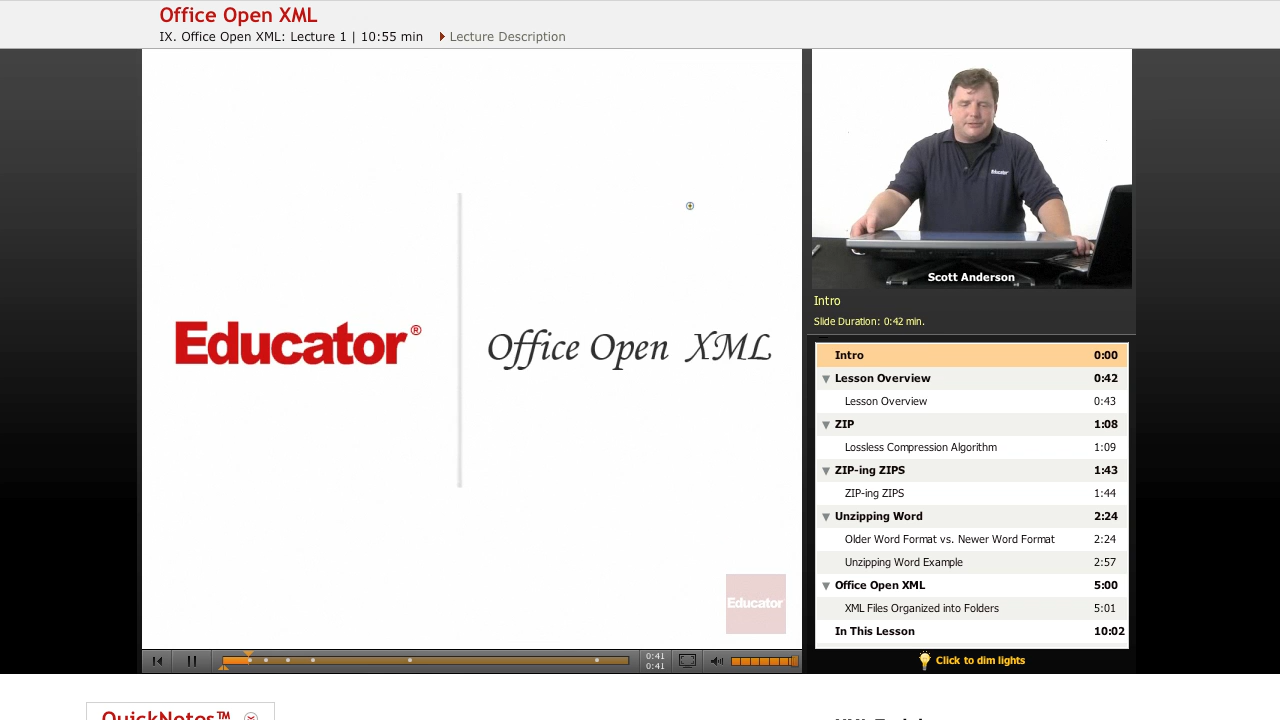 Office Open XML
IX. Office Open XML: Lecture 1 | 10:55 min Lecture Description
Educator®
Office Open XML
Educator
Educator
Scott Anderson
Intro
Slide Duration: 0:42 min.
Intro 0:00
Lesson Overview 0:42
Lesson Overview 0:43
ZIP 1:08
Lossless Compression Algorithm 1:09
ZIP-ing ZIPS 1:43
ZIP-ing ZIPS 1:44
Unzipping Word 2:24
Older Word Format vs. Newer Word Format 2:24
Unzipping Word Example 2:57
Office Open XML 5:00
XML Files Organized into Folders 5:01
In This Lesson 10:02
0:41
0:41
Click to dim lights
QuickNotes™